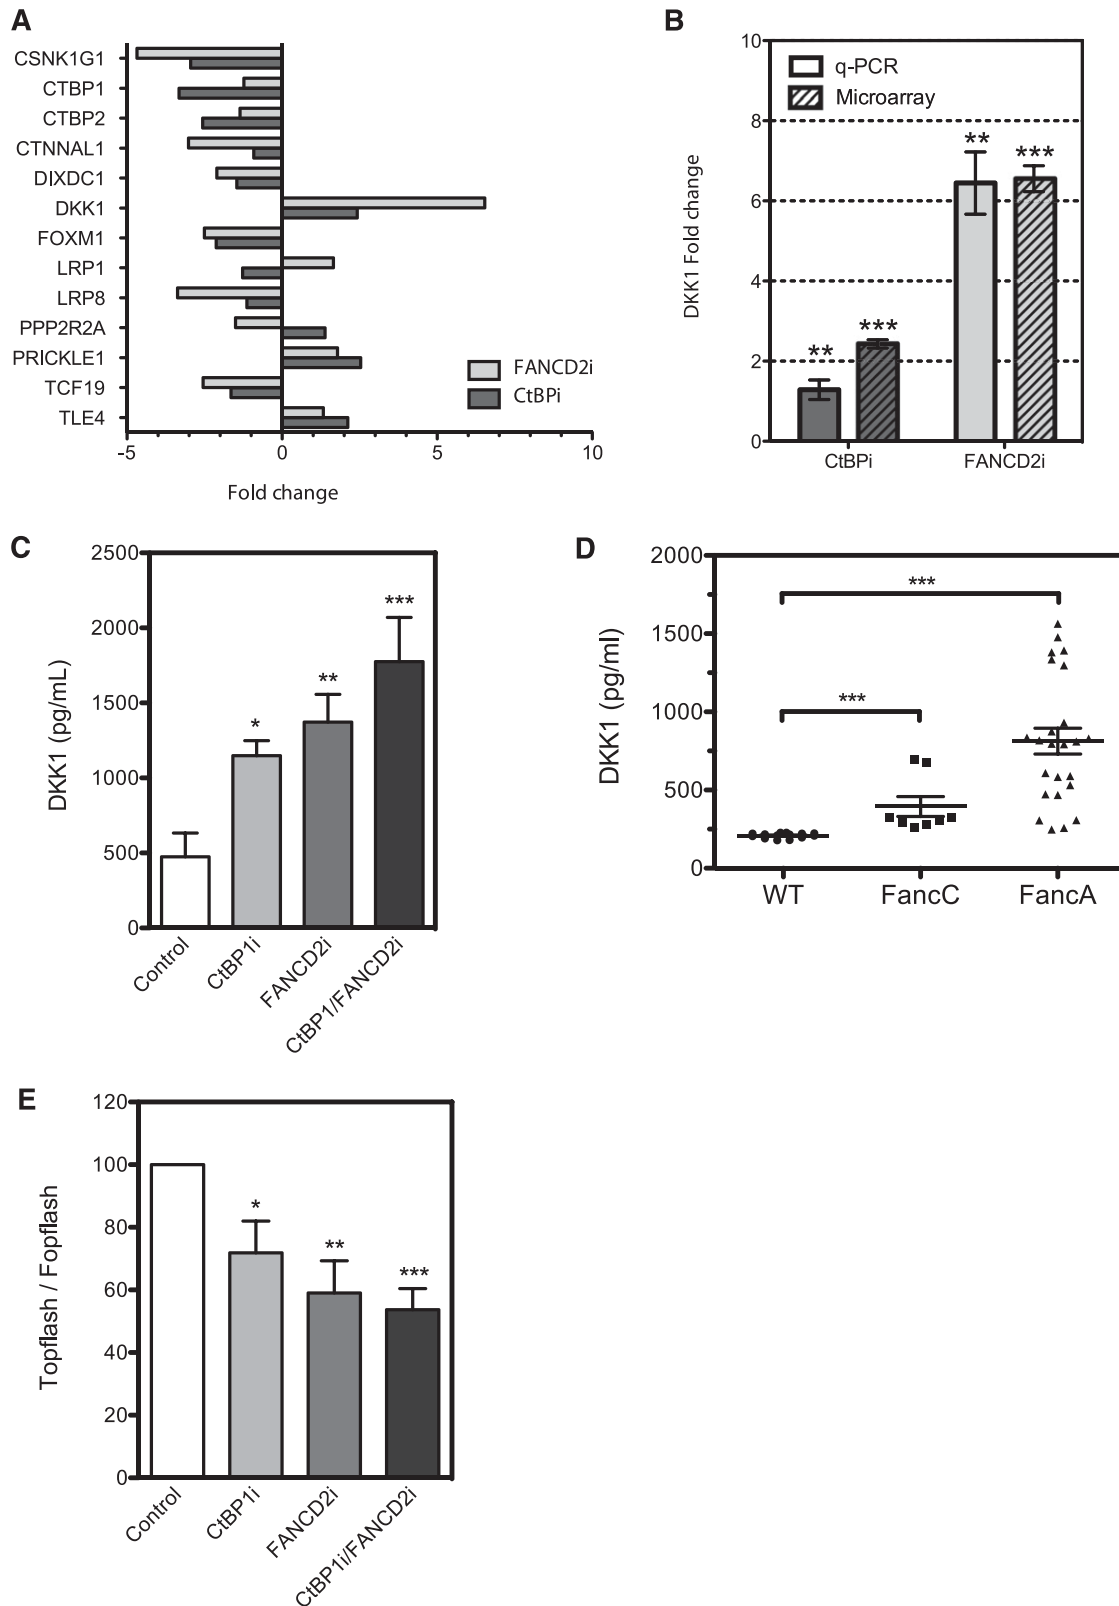 A
CSNK1G1
CTBP1
CTBP2
CTNNAL1
DIXDC1
DKK1
FOXM1
LRP1
LRP8
PPP2R2A
PRICKLE1
TCF19
TLE4
FANCD2i
CtBPi
-5 0 5 10
Fold change
B
DKK1 Fold change
10
8
6
4
2
0
q-PCR
Microarray
** *** ** ***
CtBPi FANCD2i
C
DKK1 (pg/mL)
2500
2000
1500
1000
500
0
* ** ***
Control CtBP1i FANCD2i CtBP1/FANCD2i
D
DKK1 (pg/ml)
2000
1500
1000
500
0
***
***
WT FancC FancA
E
Topflash / Fopflash
120
100
80
60
40
20
0
* ** ***
Control CtBP1i FANCD2i CtBP1i/FANCD2i